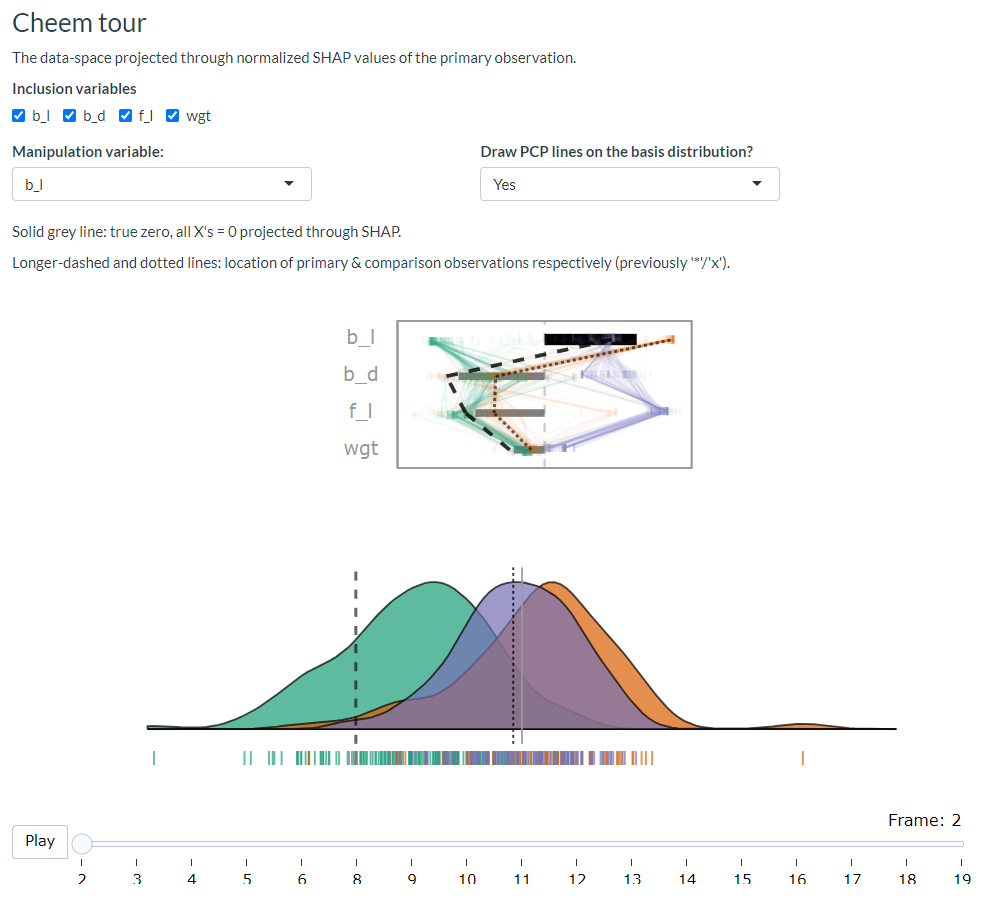 Cheem tour
The data-space projected through normalized SHAP values of the primary observation.
Inclusion variables
b_l b_d f_l wgt
Manipulation variable: Draw PCP lines on the basis distribution?
b_l Yes
Solid grey line: true zero, all X's = 0 projected through SHAP.
Longer-dashed and dotted lines: location of primary & comparison observations respectively (previously '*'/'x').
b_l
b_d
f_l
wgt
Frame: 2
Play
2 3 4 5 6 8 9 10 11 12 13 14 15 16 17 18 19